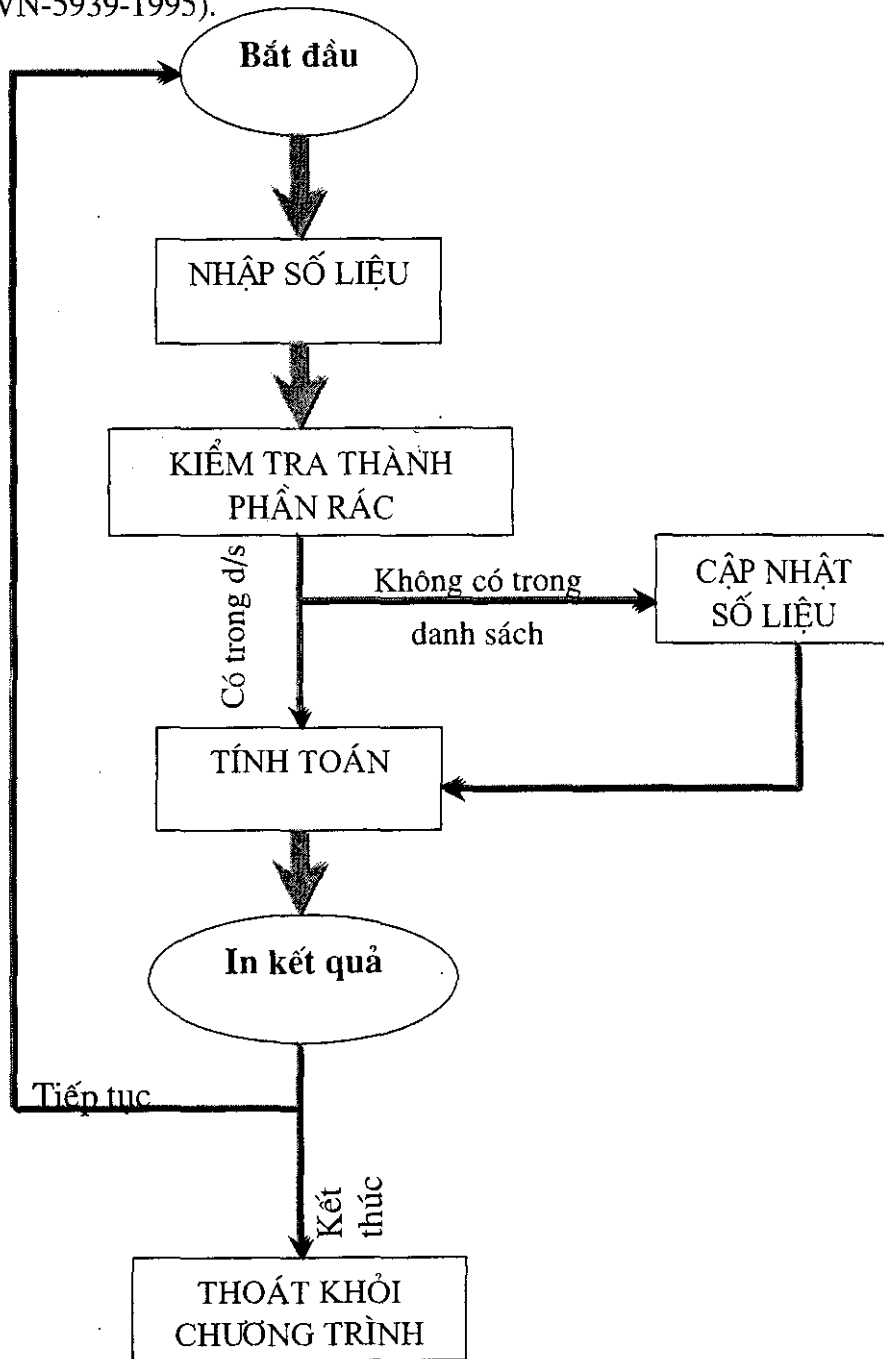 VN-5939-1995).
Bắt đầu
NHẬP SỐ LIỆU
KIỂM TRA THÀNH
PHẦN RÁC
Có trong d/s
Không có trong
danh sách
CẬP NHẬT
SỐ LIỆU
TÍNH TOÁN
In kết quả
Tiếp tục
Kết
thúc
THOÁT KHỎI
CHƯƠNG TRÌNH